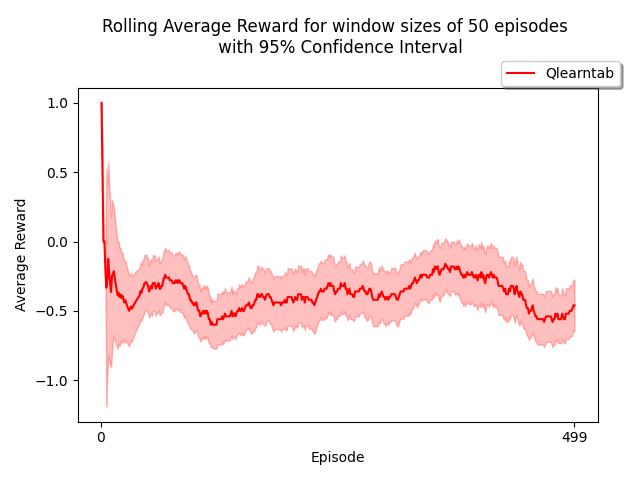 Rolling Average Reward for window sizes of 50 episodes
with 95% Confidence Interval
Qlearntab
1.0
0.5
0.0
−0.5
−1.0
Average Reward
0
499
Episode